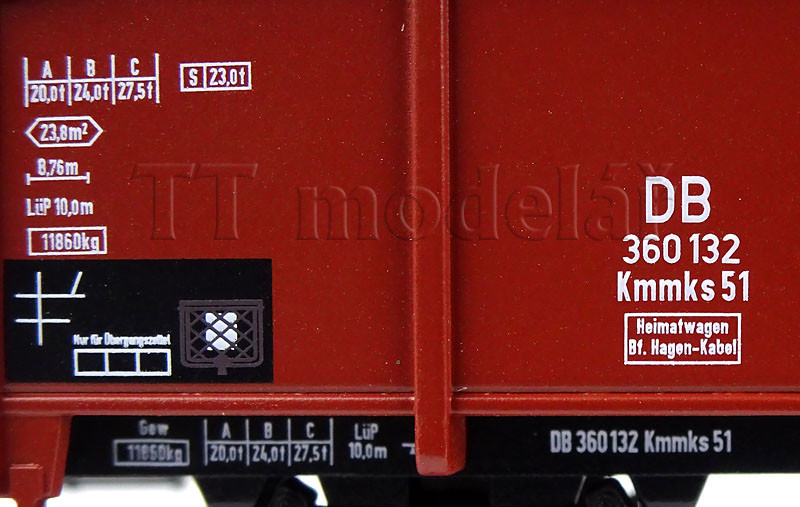 A B C
20,0t 24,0t 27,5t
S 23,0t
23,8m²
8,76m
LüP 10,0m
11860kg
Nur für Übergangszettel
TT modelář
DB
360 132
Kmmks 51
Heimatwagen
Bf. Hagen-Kabel
Gew
11860kg
A B C
20,0t 24,0t 27,5t
LüP
10,0m
DB 360132 Kmmks 51